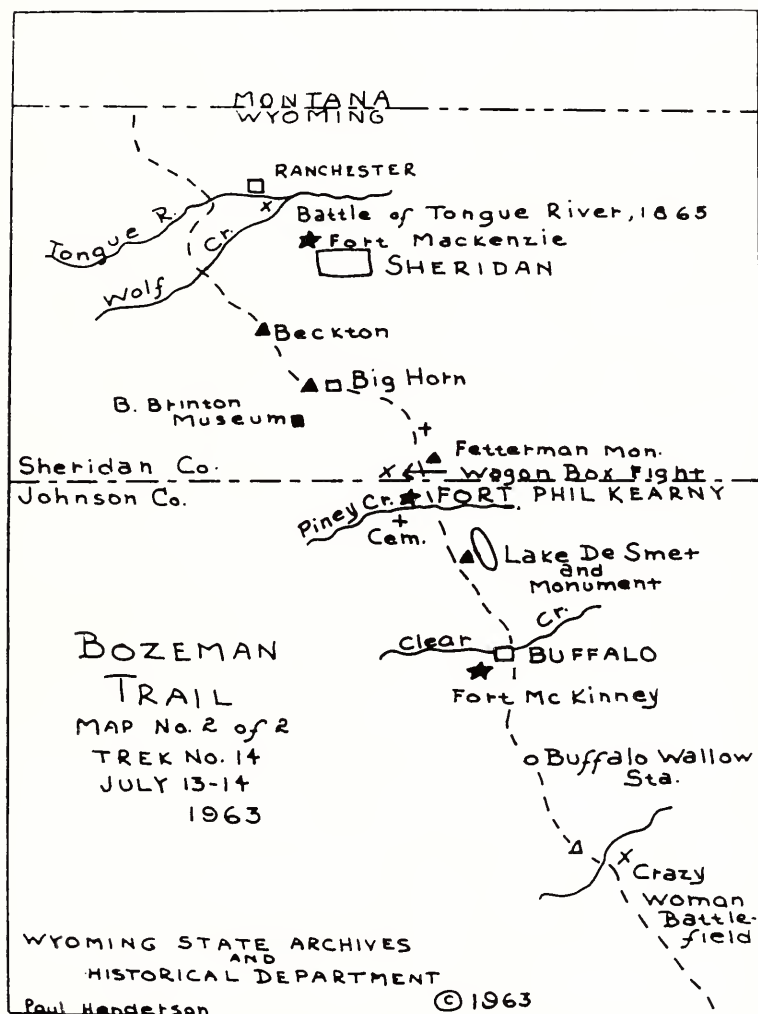 MONTANA
WYOMING
RANCHESTER
Tongue R.
Battle of Tongue River, 1865
Fort Mackenzie
Wolf Cr.
SHERIDAN
Beckton
Big Horn
B. Brinton
Museum
Fetterman Mon.
Sheridan Co.
Wagon Box Fight
Johnson Co.
FORT PHIL KEARNY
Piney Cr.
Cem.
Lake De Smet
and
Monument
Clear Cr.
BUFFALO
Fort McKinney
BOZEMAN
TRAIL
MAP No. 2 of 2
TREK No. 14
JULY 13-14
1963
Buffalo Wallow
Sta.
Crazy
Woman
Battle-
field
WYOMING STATE ARCHIVES
AND
HISTORICAL DEPARTMENT
Paul Henderson
© 1963